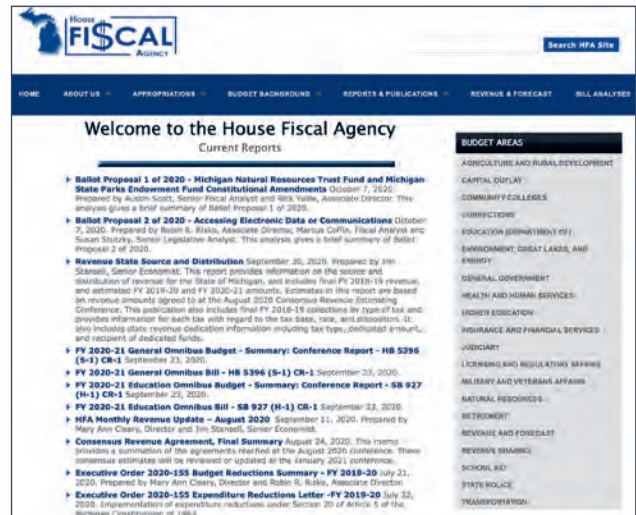 House
FI$CAL
AGENCY
Search HFA Site
HOME ABOUT US APPROPRIATIONS BUDGET BACKGROUND REPORTS & PUBLICATIONS REVENUE & FORECAST BILL ANALYSES
Welcome to the House Fiscal Agency
Current Reports
Ballot Proposal 1 of 2020 - Michigan Natural Resources Trust Fund and Michigan
State Parks Endowment Fund Constitutional Amendments October 7, 2020.
Prepared by Austin Scott, Senior Fiscal Analyst and Rick Yuille, Associate Director. This
analysis gives a brief summary of Ballot Proposal 1 of 2020.
Ballot Proposal 2 of 2020 - Accessing Electronic Data or Communications October
7, 2020. Prepared by Robin R. Risko, Associate Director, Marcus Coffin, Fiscal Analyst and
Susan Stutzky, Senior Legislative Analyst. This analysis gives a brief summary of Ballot
Proposal 2 of 2020.
Revenue State Source and Distribution September 30, 2020. Prepared by Jim
Stansell, Senior Economist. This report provides information on the source and
distribution of revenue for the State of Michigan, and includes final FY 2018-19 revenue,
and estimated FY 2019-20 and FY 2020-21 amounts. Estimates in this report are based
on revenue amounts agreed to at the August 2020 Consensus Revenue Estimating
Conference. This publication also includes final FY 2018-19 collections by type of tax and
provides information for each tax with regard to the tax base, rate, and disposition. It
also includes state revenue dedication information including tax type, dedicated amount,
and recipient of dedicated funds.
FY 2020-21 General Omnibus Budget - Summary: Conference Report - HB 5396
(S-1) CR-1 September 23, 2020.
FY 2020-21 General Omnibus Bill - HB 5396 (S-1) CR-1 September 23, 2020.
FY 2020-21 Education Omnibus Budget - Summary: Conference Report - SB 927
(H-1) CR-1 September 23, 2020.
FY 2020-21 Education Omnibus Bill - SB 927 (H-1) CR-1 September 23, 2020.
HFA Monthly Revenue Update - August 2020 September 11, 2020. Prepared by
Mary Ann Cleary, Director and Jim Stansell, Senior Economist.
Consensus Revenue Agreement, Final Summary August 24, 2020. This memo
provides a summation of the agreements reached at the August 2020 conference. These
consensus estimates will be reviewed or updated at the January 2021 conference.
Executive Order 2020-155 Budget Reductions Summary - FY 2019-20 July 21,
2020. Prepared by Mary Ann Cleary, Director and Robin R. Risko, Associate Director.
Executive Order 2020-155 Expenditure Reductions Letter -FY 2019-20 July 22,
2020. Implementation of expenditure reductions under Section 20 of Article 5 of the
Michigan Constitution of 1963.
BUDGET AREAS
AGRICULTURE AND RURAL DEVELOPMENT
CAPITAL OUTLAY
COMMUNITY COLLEGES
CORRECTIONS
EDUCATION (DEPARTMENT OF)
ENVIRONMENT, GREAT LAKES, AND
ENERGY
GENERAL GOVERNMENT
HEALTH AND HUMAN SERVICES
HIGHER EDUCATION
INSURANCE AND FINANCIAL SERVICES
JUDICIARY
LICENSING AND REGULATORY AFFAIRS
MILITARY AND VETERANS AFFAIRS
NATURAL RESOURCES
RETIREMENT
REVENUE AND FORECAST
REVENUE SHARING
SCHOOL AID
STATE POLICE
TRANSPORTATION